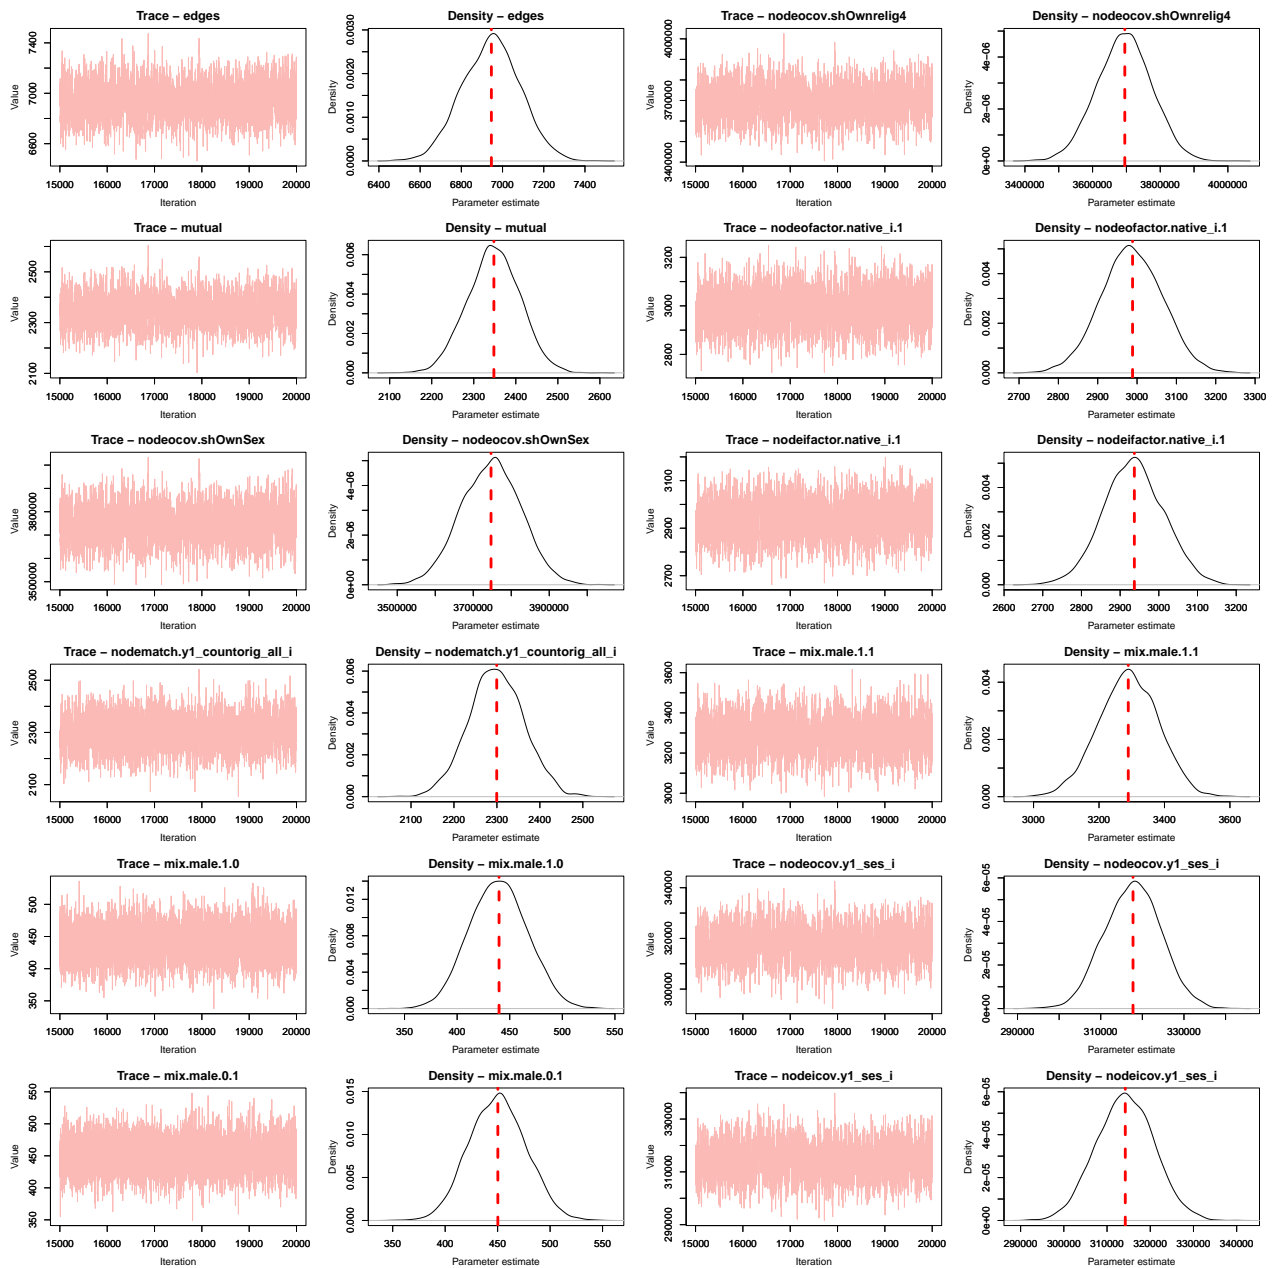 Trace − edges
Value
6600 7000 7400
15000 16000 17000 18000 19000 20000
Iteration
Density − edges
Density
0.0000 0.0010 0.0020 0.0030
6400 6600 6800 7000 7200 7400
Parameter estimate
Trace − nodeocov.shOwnrelig4
Value
3400000 3700000 4000000
15000 16000 17000 18000 19000 20000
Iteration
Density − nodeocov.shOwnrelig4
Density
0e+00 2e−06 4e−06
3400000 3600000 3800000 4000000
Parameter estimate
Trace − mutual
Value
2100 2300 2500
15000 16000 17000 18000 19000 20000
Iteration
Density − mutual
Density
0.000 0.002 0.004 0.006
2100 2200 2300 2400 2500 2600
Parameter estimate
Trace − nodeofactor.native_i.1
Value
2800 3000 3200
15000 16000 17000 18000 19000 20000
Iteration
Density − nodeofactor.native_i.1
Density
0.000 0.002 0.004
2700 2800 2900 3000 3100 3200 3300
Parameter estimate
Trace − nodeocov.shOwnSex
Value
3500000 3800000
15000 16000 17000 18000 19000 20000
Iteration
Density − nodeocov.shOwnSex
Density
0e+00 2e−06 4e−06
3500000 3700000 3900000
Parameter estimate
Trace − nodeifactor.native_i.1
Value
2700 2900 3100
15000 16000 17000 18000 19000 20000
Iteration
Density − nodeifactor.native_i.1
Density
0.000 0.002 0.004
2600 2700 2800 2900 3000 3100 3200
Parameter estimate
Trace − nodematch.y1_countorig_all_i
Value
2100 2300 2500
15000 16000 17000 18000 19000 20000
Iteration
Density − nodematch.y1_countorig_all_i
Density
0.000 0.002 0.004 0.006
2100 2200 2300 2400 2500
Parameter estimate
Trace − mix.male.1.1
Value
3000 3200 3400 3600
15000 16000 17000 18000 19000 20000
Iteration
Density − mix.male.1.1
Density
0.000 0.002 0.004
3000 3200 3400 3600
Parameter estimate
Trace − mix.male.1.0
Value
350 400 450 500
15000 16000 17000 18000 19000 20000
Iteration
Density − mix.male.1.0
Density
0.000 0.004 0.008 0.012
350 400 450 500 550
Parameter estimate
Trace − nodeocov.y1_ses_i
Value
300000 320000 340000
15000 16000 17000 18000 19000 20000
Iteration
Density − nodeocov.y1_ses_i
Density
0e+00 2e−05 4e−05 6e−05
290000 310000 330000
Parameter estimate
Trace − mix.male.0.1
Value
350 400 450 500 550
15000 16000 17000 18000 19000 20000
Iteration
Density − mix.male.0.1
Density
0.000 0.005 0.010 0.015
350 400 450 500 550
Parameter estimate
Trace − nodeicov.y1_ses_i
Value
290000 310000 330000
15000 16000 17000 18000 19000 20000
Iteration
Density − nodeicov.y1_ses_i
Density
0e+00 2e−05 4e−05 6e−05
290000 300000 310000 320000 330000 340000
Parameter estimate